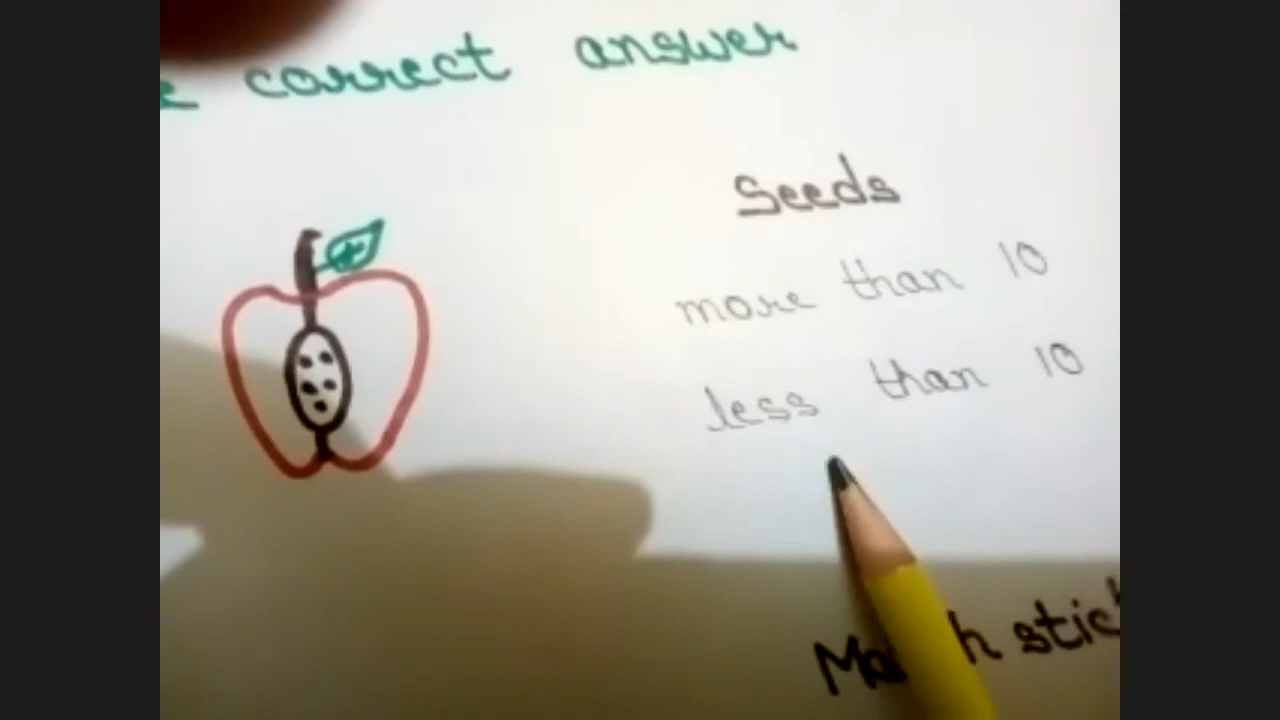 correct answer
Seeds
more than 10
less than 10